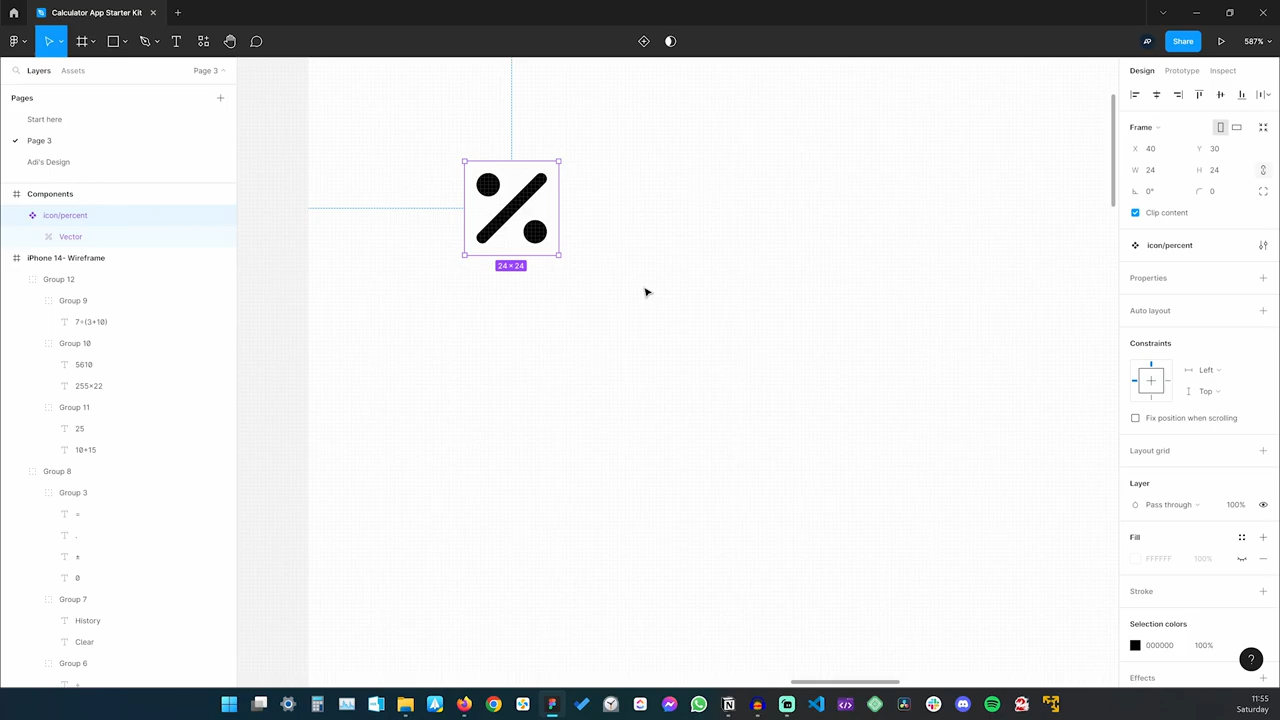 Calculator App Starter Kit
Share
587%
Layers
Assets
Page 3
Pages
Start here
Page 3
Adi's Design
Components
icon/percent
Vector
iPhone 14- Wireframe
Group 12
Group 9
7÷(3+10)
Group 10
5610
255×22
Group 11
25
10+15
Group 8
Group 3
=
.
±
0
Group 7
History
Clear
Group 6
+
24 × 24
Design
Prototype
Inspect
Frame
X 40 Y 30
W 24 H 24
0° 0
Clip content
icon/percent
Properties
Auto layout
Constraints
Left
Top
Fix position when scrolling
Layout grid
Layer
Pass through 100%
Fill
FFFFFF 100%
Stroke
Selection colors
000000 100%
Effects
?
11:55
Saturday